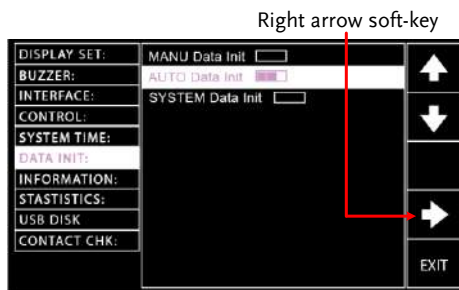 Right arrow soft-key
DISPLAY SET:
BUZZER:
INTERFACE:
CONTROL:
SYSTEM TIME:
DATA INIT:
INFORMATION:
STASTISTICS:
USB DISK
CONTACT CHK:
MANU Data Init
AUTO Data Init
SYSTEM Data Init
EXIT